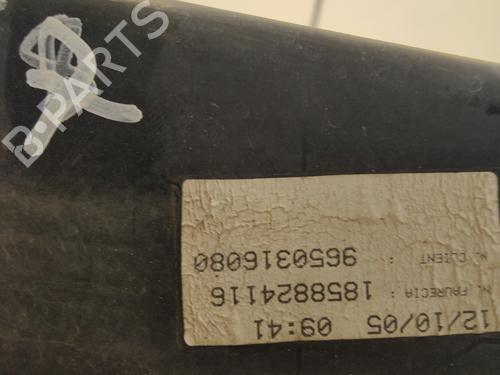 12/10/05 09:41
N. FAURECIA : 1858824116
N. CLIENT : 9650316080
B-PARTS